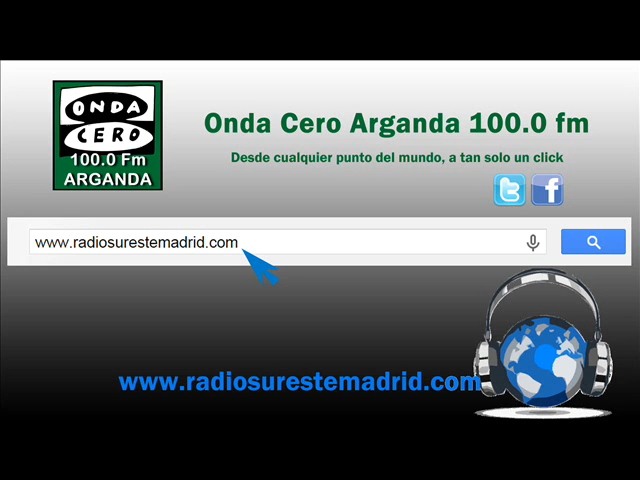 ONDA
CERO
100.0 Fm
ARGANDA
Onda Cero Arganda 100.0 fm
Desde cualquier punto del mundo, a tan solo un click
t f
www.radiosurestemadrid.com
www.radiosurestemadrid.com